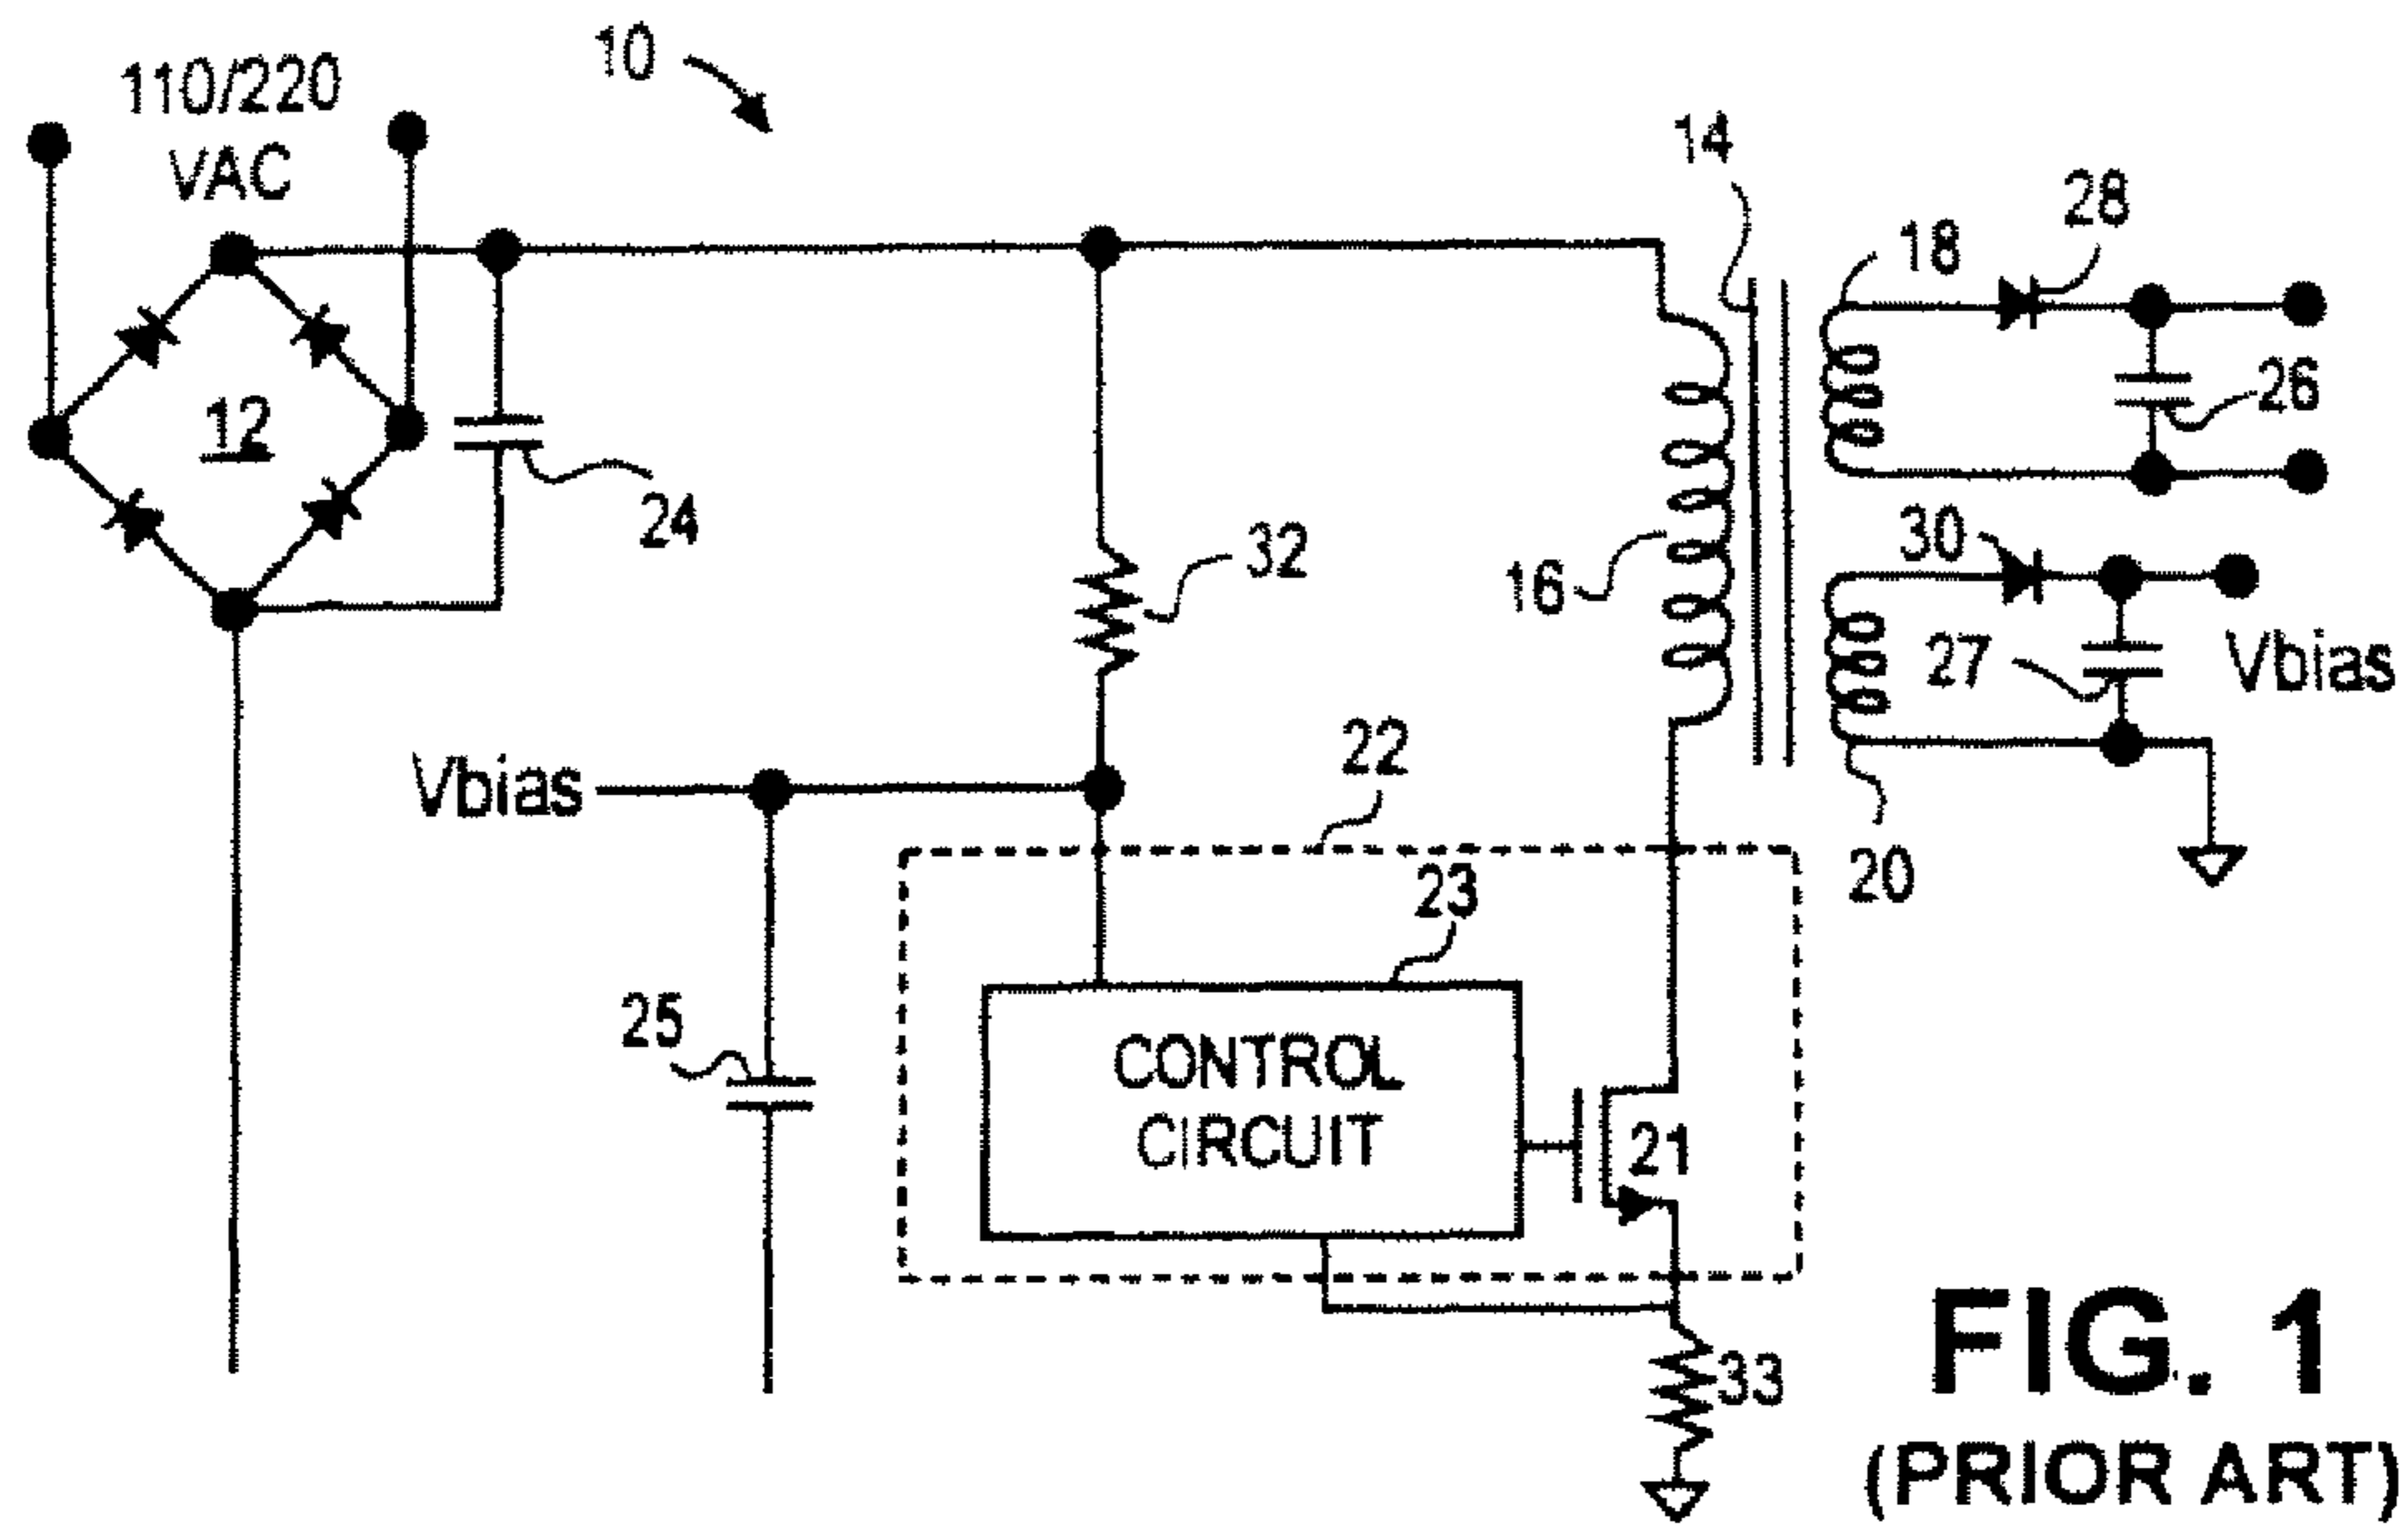 10
110/220
VAC
14
28
18
12
26
24
32
30
16
27
Vbias
22
Vbias
20
23
25
CONTROL
CIRCUIT
21
33
FIG. 1
(PRIOR ART)